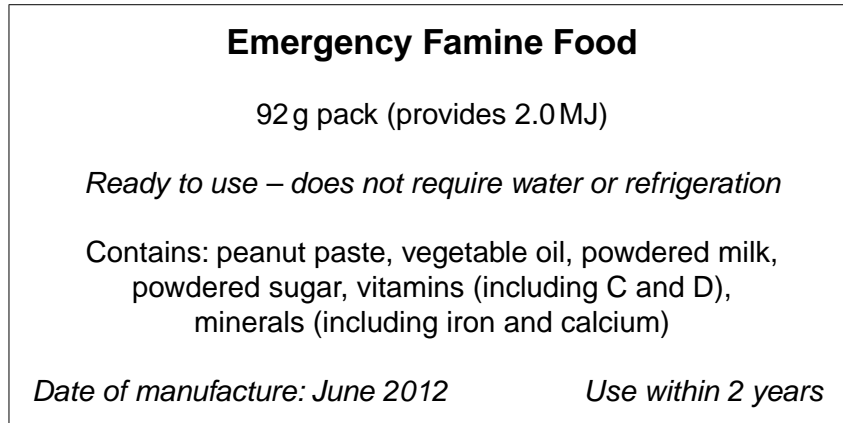 Emergency Famine Food
92 g pack (provides 2.0 MJ)
Ready to use – does not require water or refrigeration
Contains: peanut paste, vegetable oil, powdered milk,
powdered sugar, vitamins (including C and D),
minerals (including iron and calcium)
Date of manufacture: June 2012 Use within 2 years